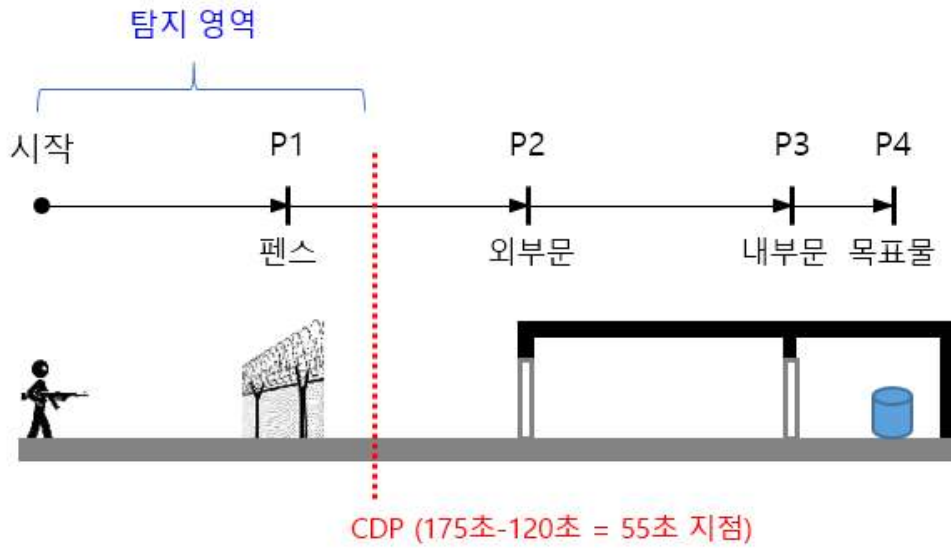 탐지 영역
시작 P1 P2 P3 P4
펜스 외부문 내부문 목표물
CDP (175초-120초 = 55초 지점)